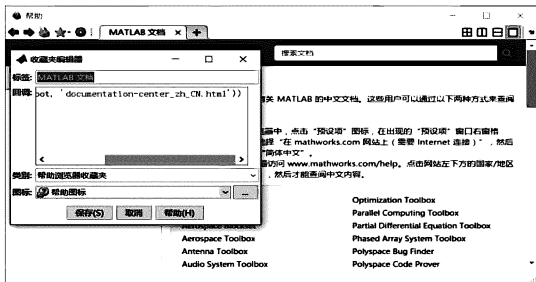 帮助
MATLAB 文档
搜索文档
收藏夹编辑器
标签: MATLAB 文档
回调: oot, 'documentation-center_zh_CN.html'))
类别: 帮助浏览器收藏夹
图标: 帮助图标
...
保存(S) 取消 帮助(H)
关 MATLAB 的中文文档。这些用户可以通过以下两种方式来查阅
器中，点击“预设项”图标，在出现的“预设项”窗口右窗格
择“在 mathworks.com 网站上（需要 Internet 连接）”，然后
“简体中文”。
访问 www.mathworks.com/help。点击网站左下方的国家/地区
，然后才能查阅中文内容。
Aerospace Blockset
Aerospace Toolbox
Antenna Toolbox
Audio System Toolbox
Optimization Toolbox
Parallel Computing Toolbox
Partial Differential Equation Toolbox
Phased Array System Toolbox
Polyspace Bug Finder
Polyspace Code Prover